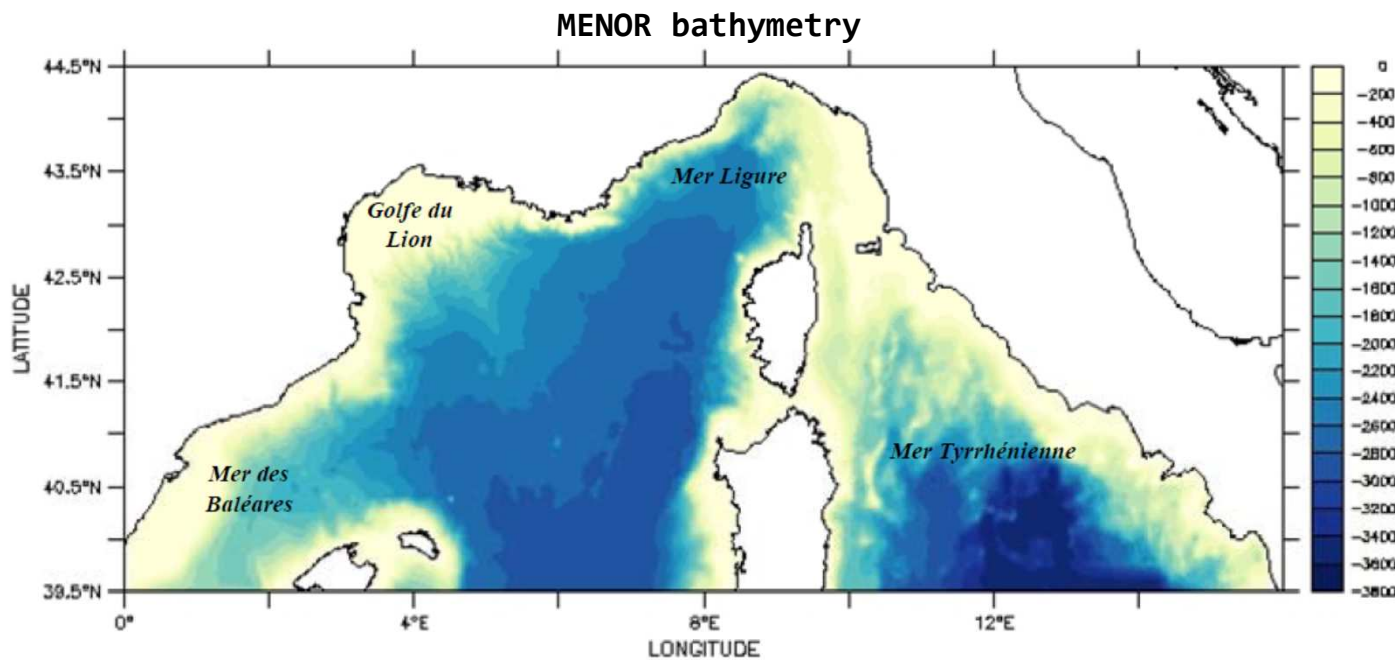 MENOR bathymetry
44.5°N
43.5°N
42.5°N
41.5°N
40.5°N
39.5°N
LATITUDE
0°
4°E
8°E
12°E
LONGITUDE
Mer Ligure
Golfe du
Lion
Mer des
Baléares
Mer Tyrrhénienne
0
-200
-400
-600
-800
-1000
-1200
-1400
-1600
-1800
-2000
-2200
-2400
-2600
-2800
-3000
-3200
-3400
-3600
-3800